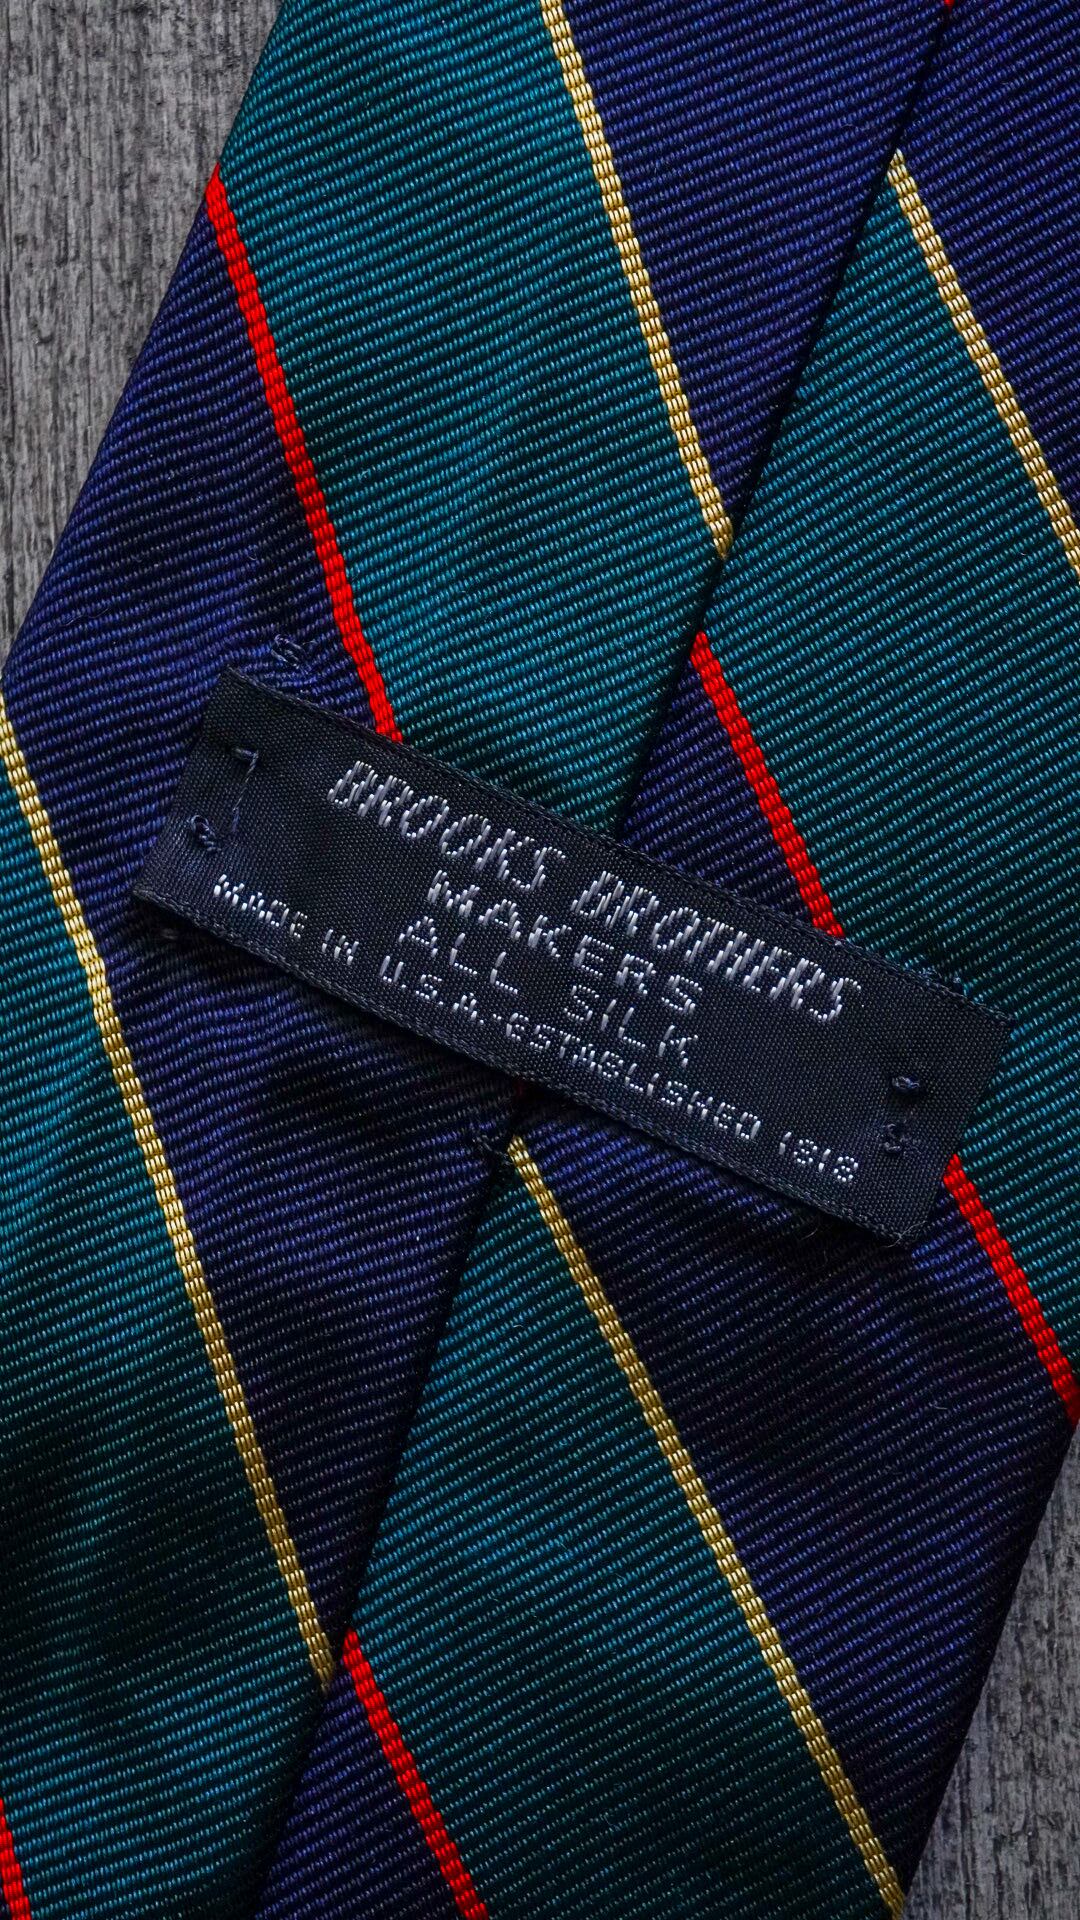 BROOKS BROTHERS
MAKERS
ALL SILK
MADE IN U.S.A.-ESTABLISHED 1818